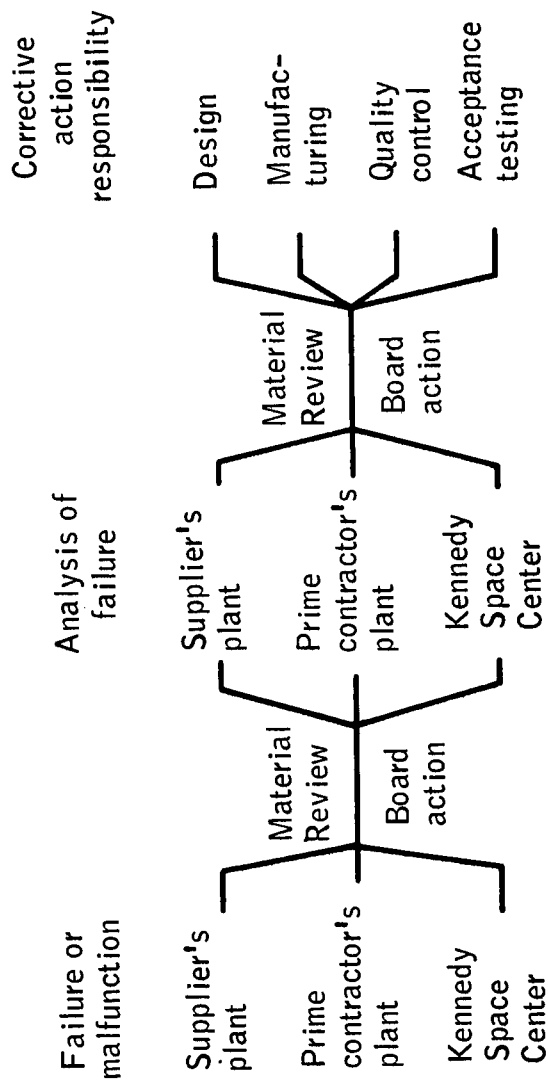 Failure or
malfunction
Supplier's
plant
Prime
contractor's
plant
Kennedy
Space
Center
Material
Review
Board
action
Analysis of
failure
Supplier's
plant
Prime
contractor's
plant
Kennedy
Space
Center
Material
Review
Board
action
Corrective
action
responsibility
Design
Manufac-
turing
Quality
control
Acceptance
testing